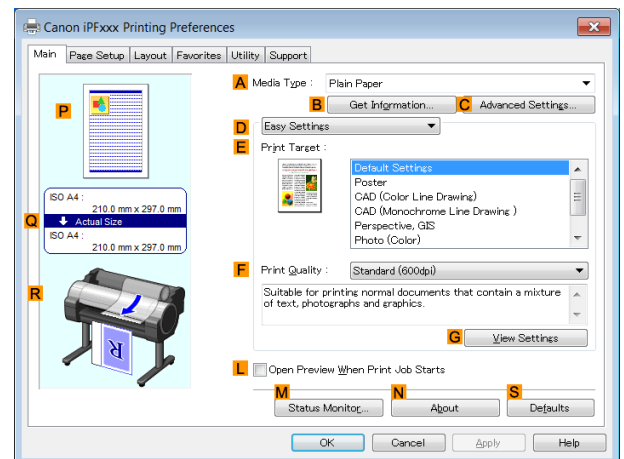 Canon iPFxxx Printing Preferences
Main Page Setup Layout Favorites Utility Support
A Media Type : Plain Paper
B Get Information... C Advanced Settings...
D Easy Settings
E Print Target :
Default Settings
Poster
CAD (Color Line Drawing)
CAD (Monochrome Line Drawing )
Perspective, GIS
Photo (Color)
F Print Quality : Standard (600dpi)
Suitable for printing normal documents that contain a mixture
of text, photographs and graphics.
G View Settings
P
ISO A4 :
210.0 mm x 297.0 mm
Q Actual Size
ISO A4 :
210.0 mm x 297.0 mm
R
R
L Open Preview When Print Job Starts
M N S
Status Monitor... About Defaults
OK Cancel Apply Help